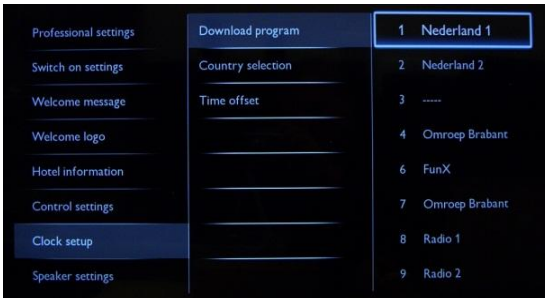 Professional settings
Switch on settings
Welcome message
Welcome logo
Hotel information
Control settings
Clock setup
Speaker settings
Download program
Country selection
Time offset
1 Nederland 1
2 Nederland 2
3 -----
4 Omroep Brabant
6 FunX
7 Omroep Brabant
8 Radio 1
9 Radio 2